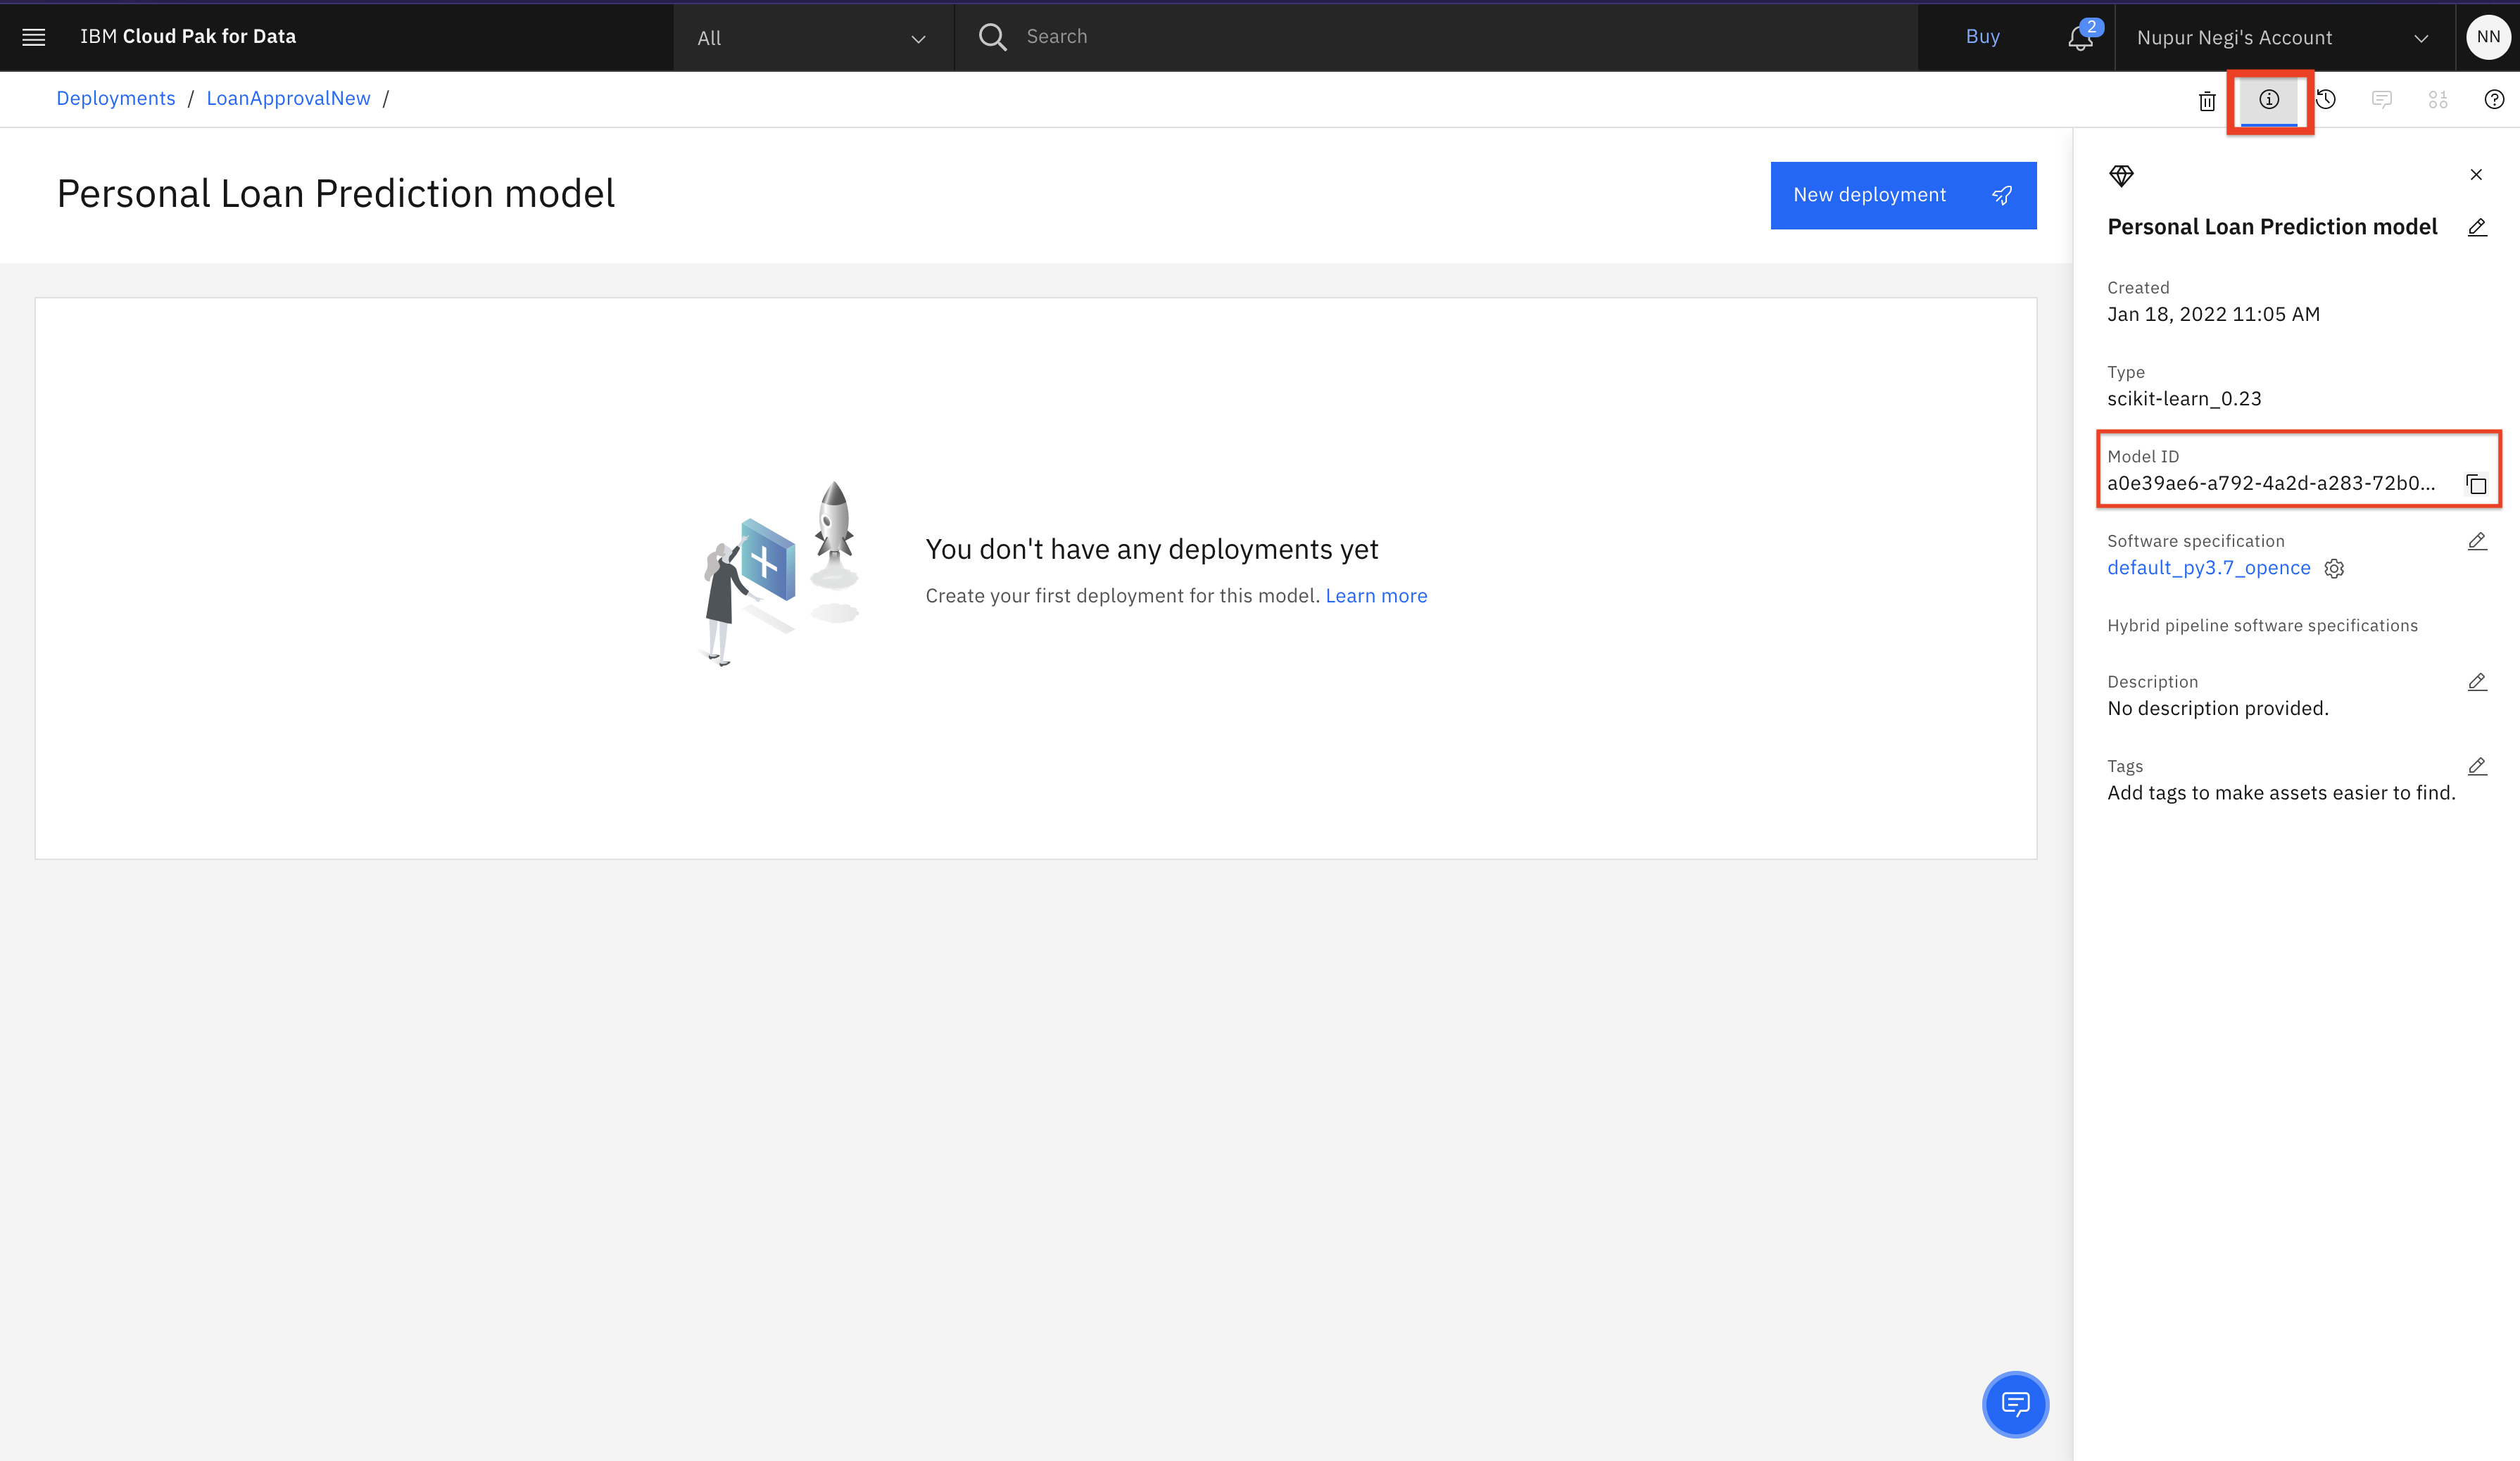 IBM Cloud Pak for Data
All
Search
Buy
2
Nupur Negi's Account
NN
Deployments / LoanApprovalNew /
Personal Loan Prediction model
New deployment
You don't have any deployments yet
Create your first deployment for this model. Learn more
Personal Loan Prediction model
Created
Jan 18, 2022 11:05 AM
Type
scikit-learn_0.23
Model ID
a0e39ae6-a792-4a2d-a283-72b0...
Software specification
default_py3.7_opence
Hybrid pipeline software specifications
Description
No description provided.
Tags
Add tags to make assets easier to find.